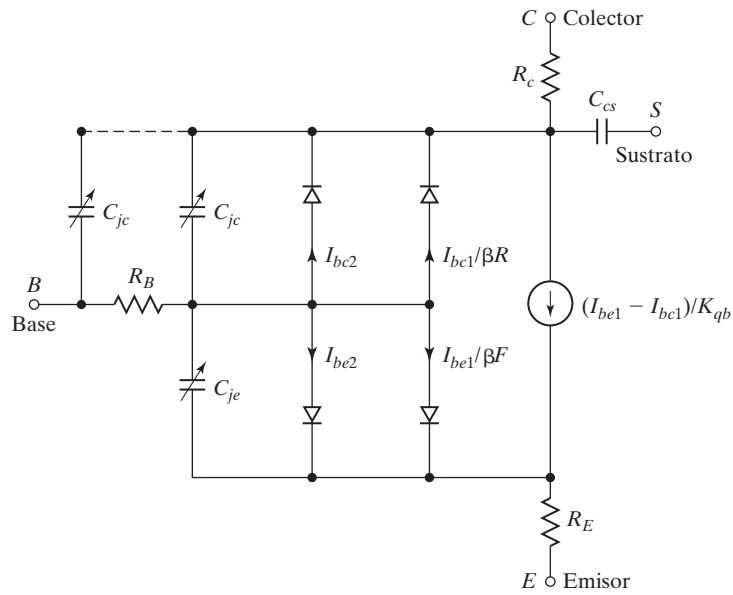 C Colector
R_c
C_cs
S
Sustrato
C_jc
C_jc
I_bc2
I_bc1/βR
B
R_B
Base
(I_be1 − I_bc1)/K_qb
I_be2
I_be1/βF
C_je
R_E
E Emisor